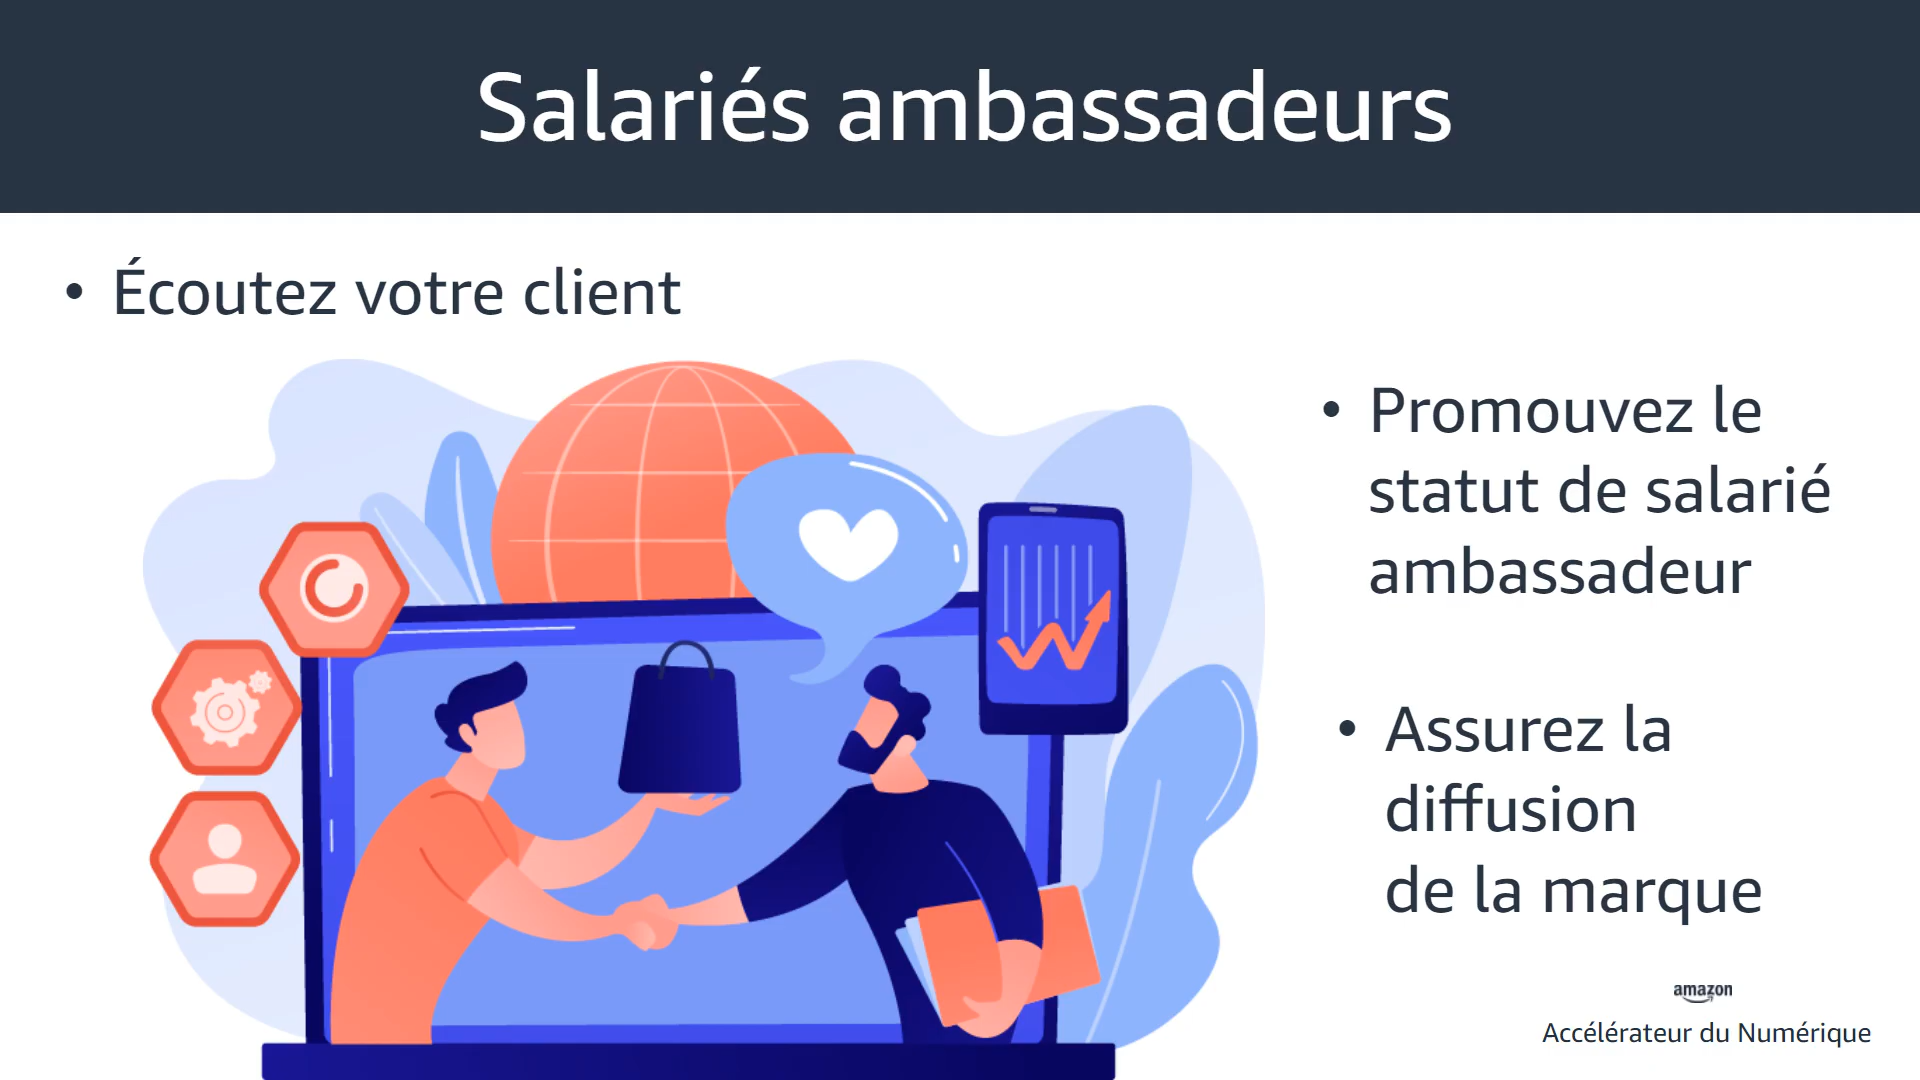 Salariés ambassadeurs
• Écoutez votre client
• Promouvez le
statut de salarié
ambassadeur
• Assurez la
diffusion
de la marque
amazon
Accélérateur du Numérique